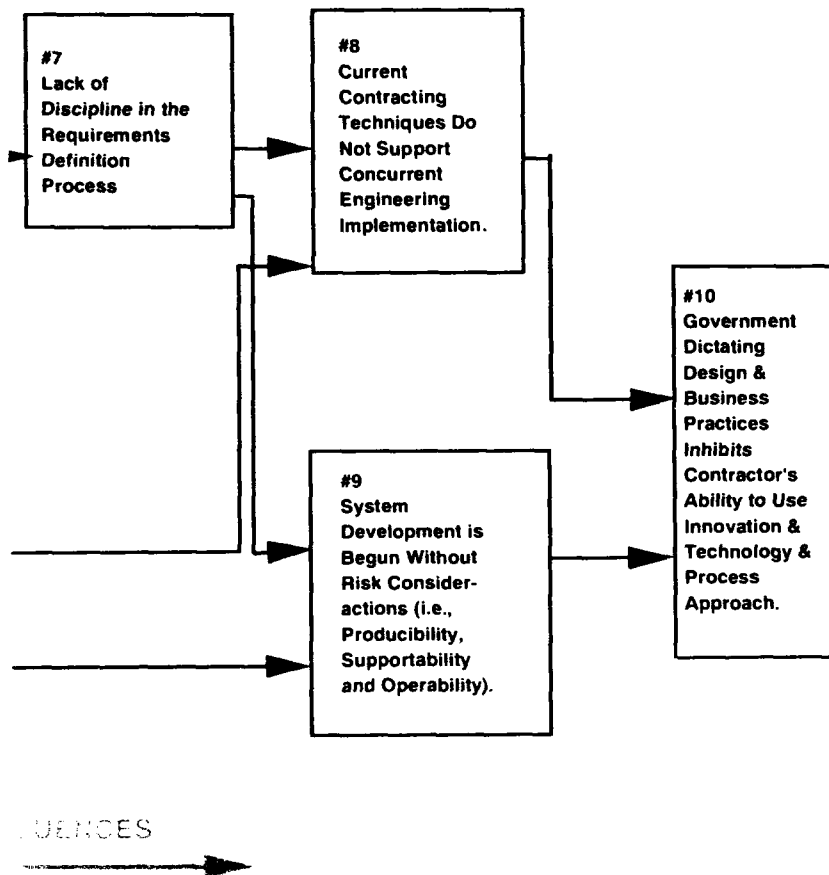 #7
Lack of
Discipline in the
Requirements
Definition
Process
#8
Current
Contracting
Techniques Do
Not Support
Concurrent
Engineering
Implementation.
#9
System
Development is
Begun Without
Risk Consider-
actions (i.e.,
Producibility,
Supportability
and Operability).
#10
Government
Dictating
Design &
Business
Practices
Inhibits
Contractor's
Ability to Use
Innovation &
Technology &
Process
Approach.
UENCES